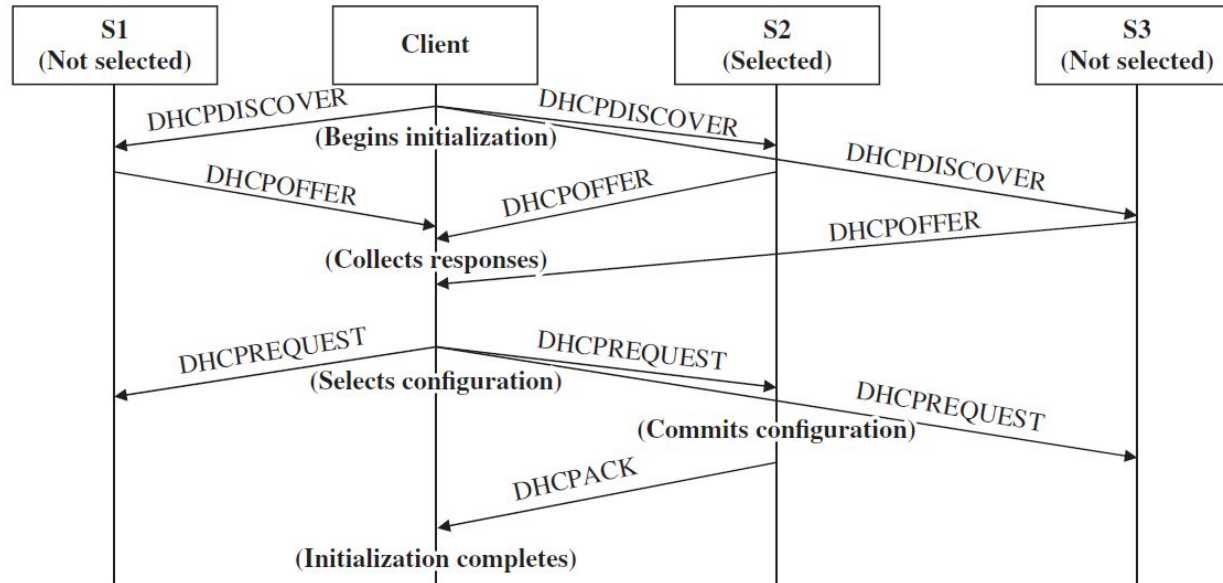 S1
(Not selected)
Client
S2
(Selected)
S3
(Not selected)
DHCPDISCOVER
DHCPDISCOVER
(Begins initialization)
DHCPDISCOVER
DHCPOFFER
DHCPOFFER
DHCPOFFER
(Collects responses)
DHCPREQUEST
DHCPREQUEST
(Selects configuration)
DHCPREQUEST
(Commits configuration)
DHCPACK
(Initialization completes)